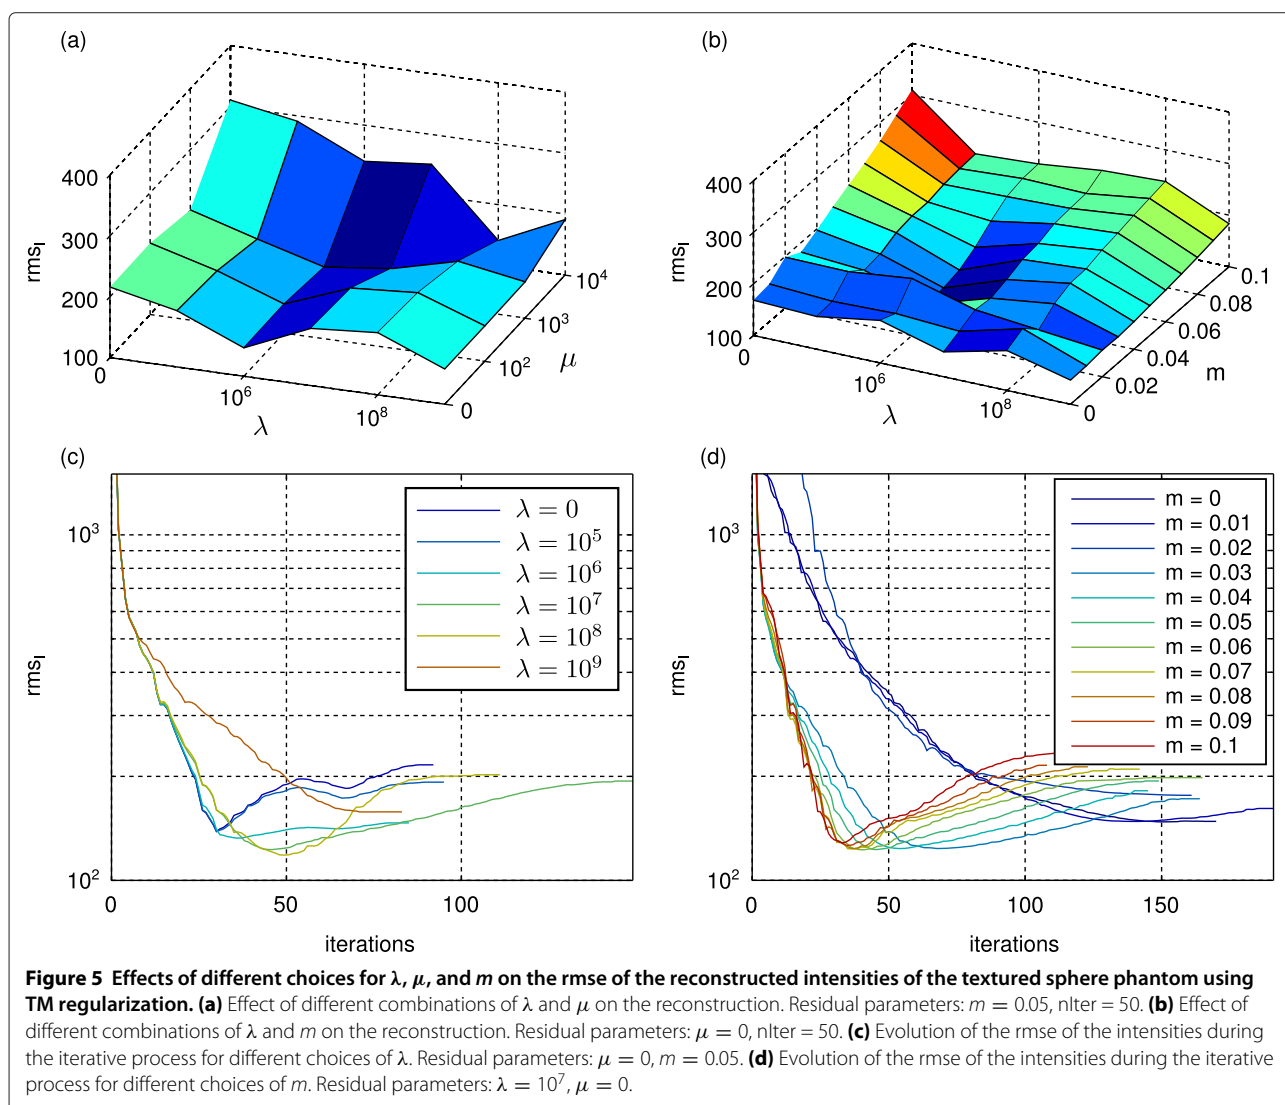 (a)
400
300
200
100
rms_I
0
10^6
10^8
λ
0
10^2
10^3
10^4
μ
(b)
400
300
200
100
rms_I
0
10^6
10^8
λ
0
0.02
0.04
0.06
0.08
0.1
m
(c)
10^3
10^2
rms_I
0
50
100
iterations
λ = 0
λ = 10^5
λ = 10^6
λ = 10^7
λ = 10^8
λ = 10^9
(d)
10^3
10^2
rms_I
0
50
100
150
iterations
m = 0
m = 0.01
m = 0.02
m = 0.03
m = 0.04
m = 0.05
m = 0.06
m = 0.07
m = 0.08
m = 0.09
m = 0.1
Figure 5 Effects of different choices for λ, μ, and m on the rmse of the reconstructed intensities of the textured sphere phantom using
TM regularization. (a) Effect of different combinations of λ and μ on the reconstruction. Residual parameters: m = 0.05, nIter = 50. (b) Effect of
different combinations of λ and m on the reconstruction. Residual parameters: μ = 0, nIter = 50. (c) Evolution of the rmse of the intensities during
the iterative process for different choices of λ. Residual parameters: μ = 0, m = 0.05. (d) Evolution of the rmse of the intensities during the iterative
process for different choices of m. Residual parameters: λ = 10^7, μ = 0.